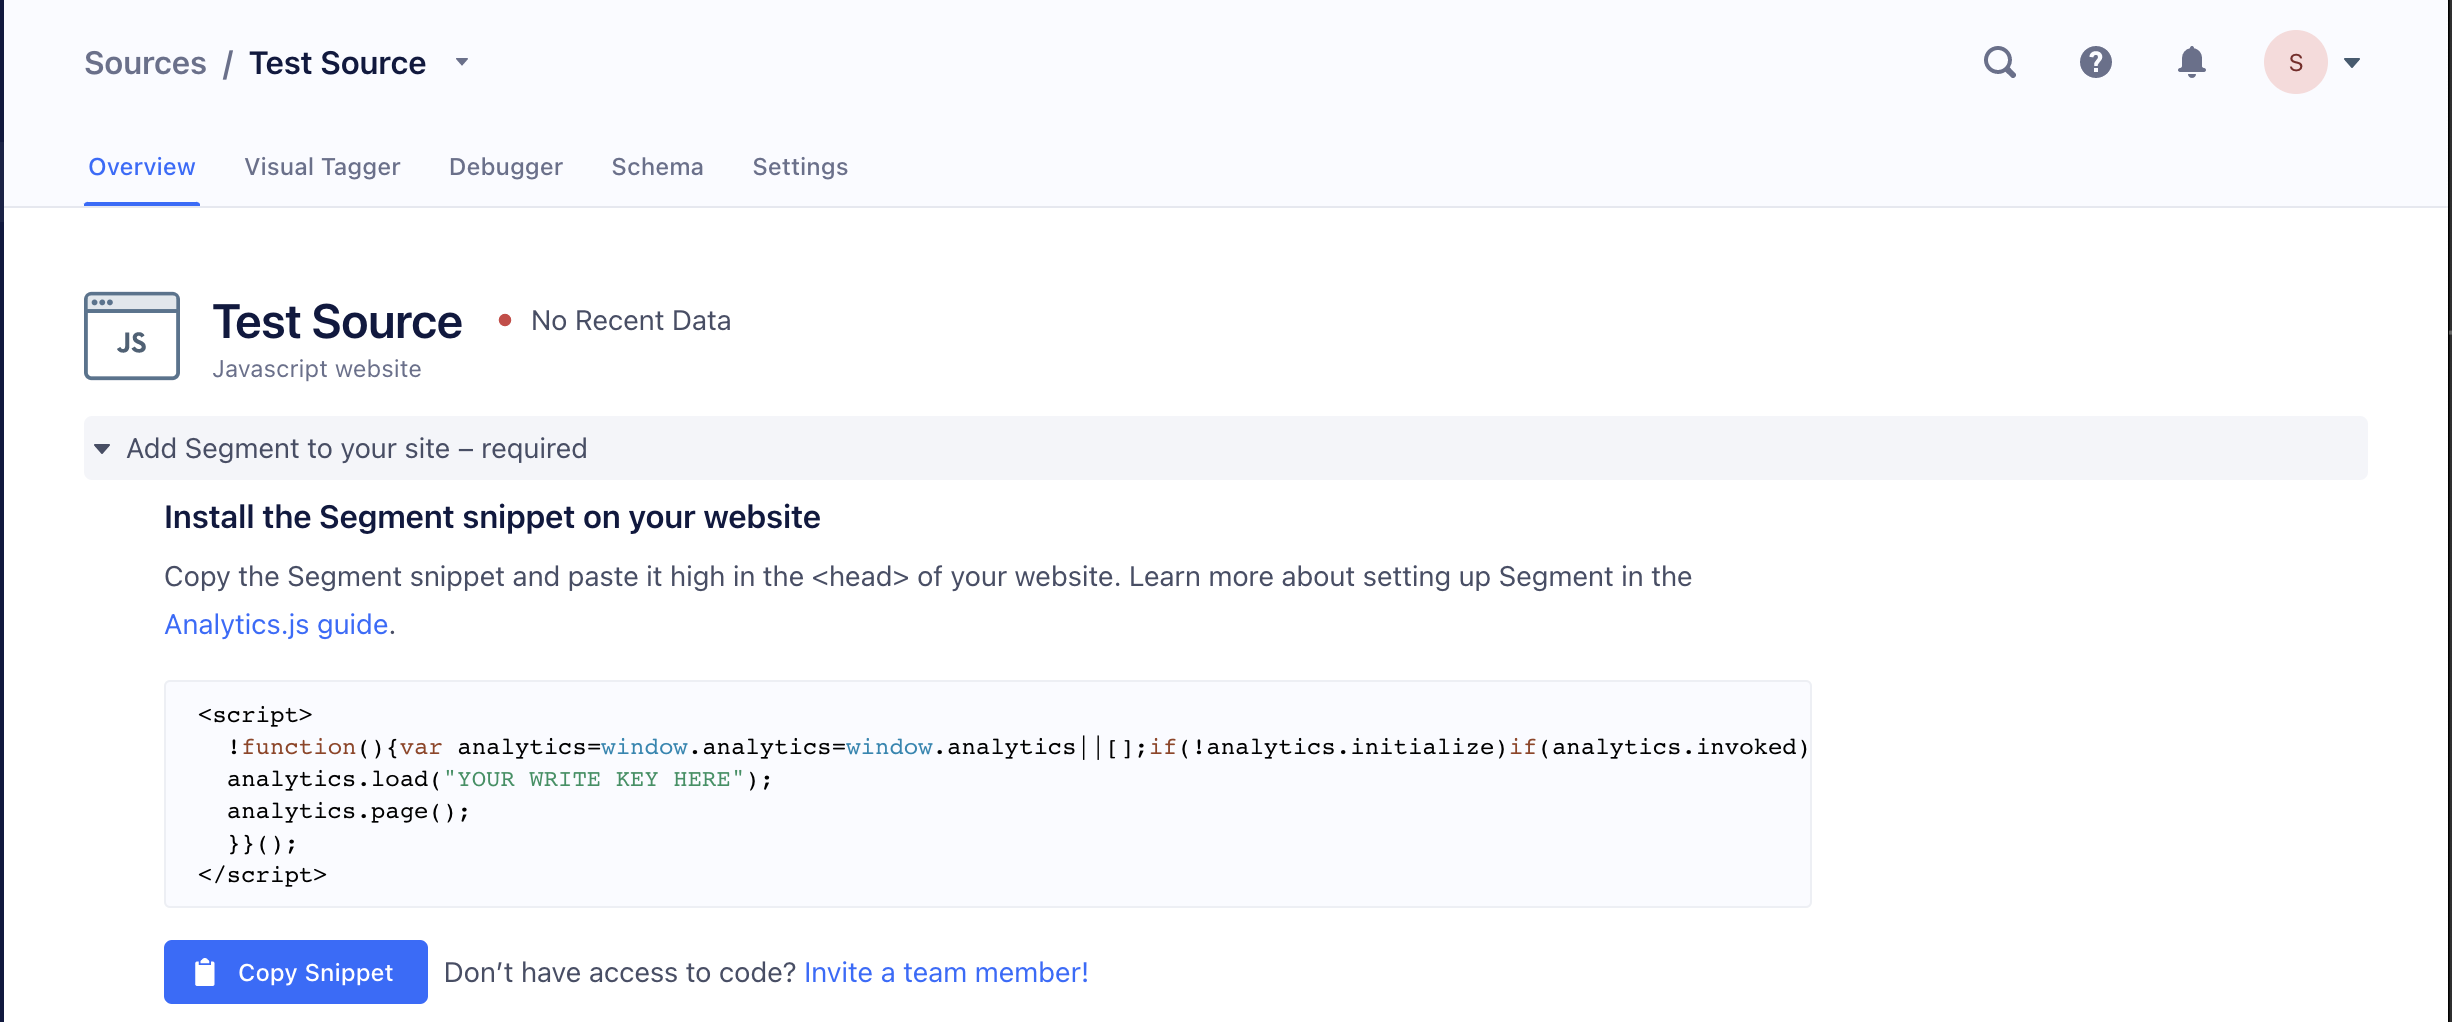 Sources / Test Source
S
Overview Visual Tagger Debugger Schema Settings
JS
Test Source No Recent Data
Javascript website
Add Segment to your site – required
Install the Segment snippet on your website
Copy the Segment snippet and paste it high in the <head> of your website. Learn more about setting up Segment in the
Analytics.js guide.
<script>
!function(){var analytics=window.analytics=window.analytics||[];if(!analytics.initialize)if(analytics.invoked)
analytics.load("YOUR WRITE KEY HERE");
analytics.page();
}}();
</script>
Copy Snippet Don’t have access to code? Invite a team member!